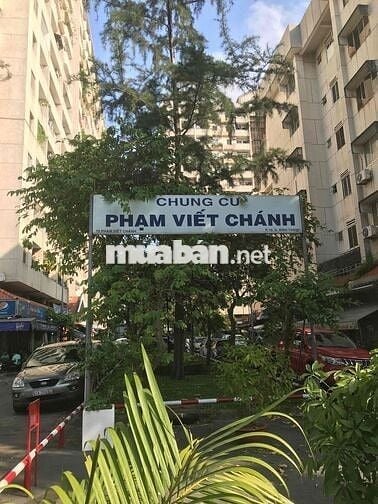 CHUNG CƯ
PHẠM VIẾT CHÁNH
muaban.net